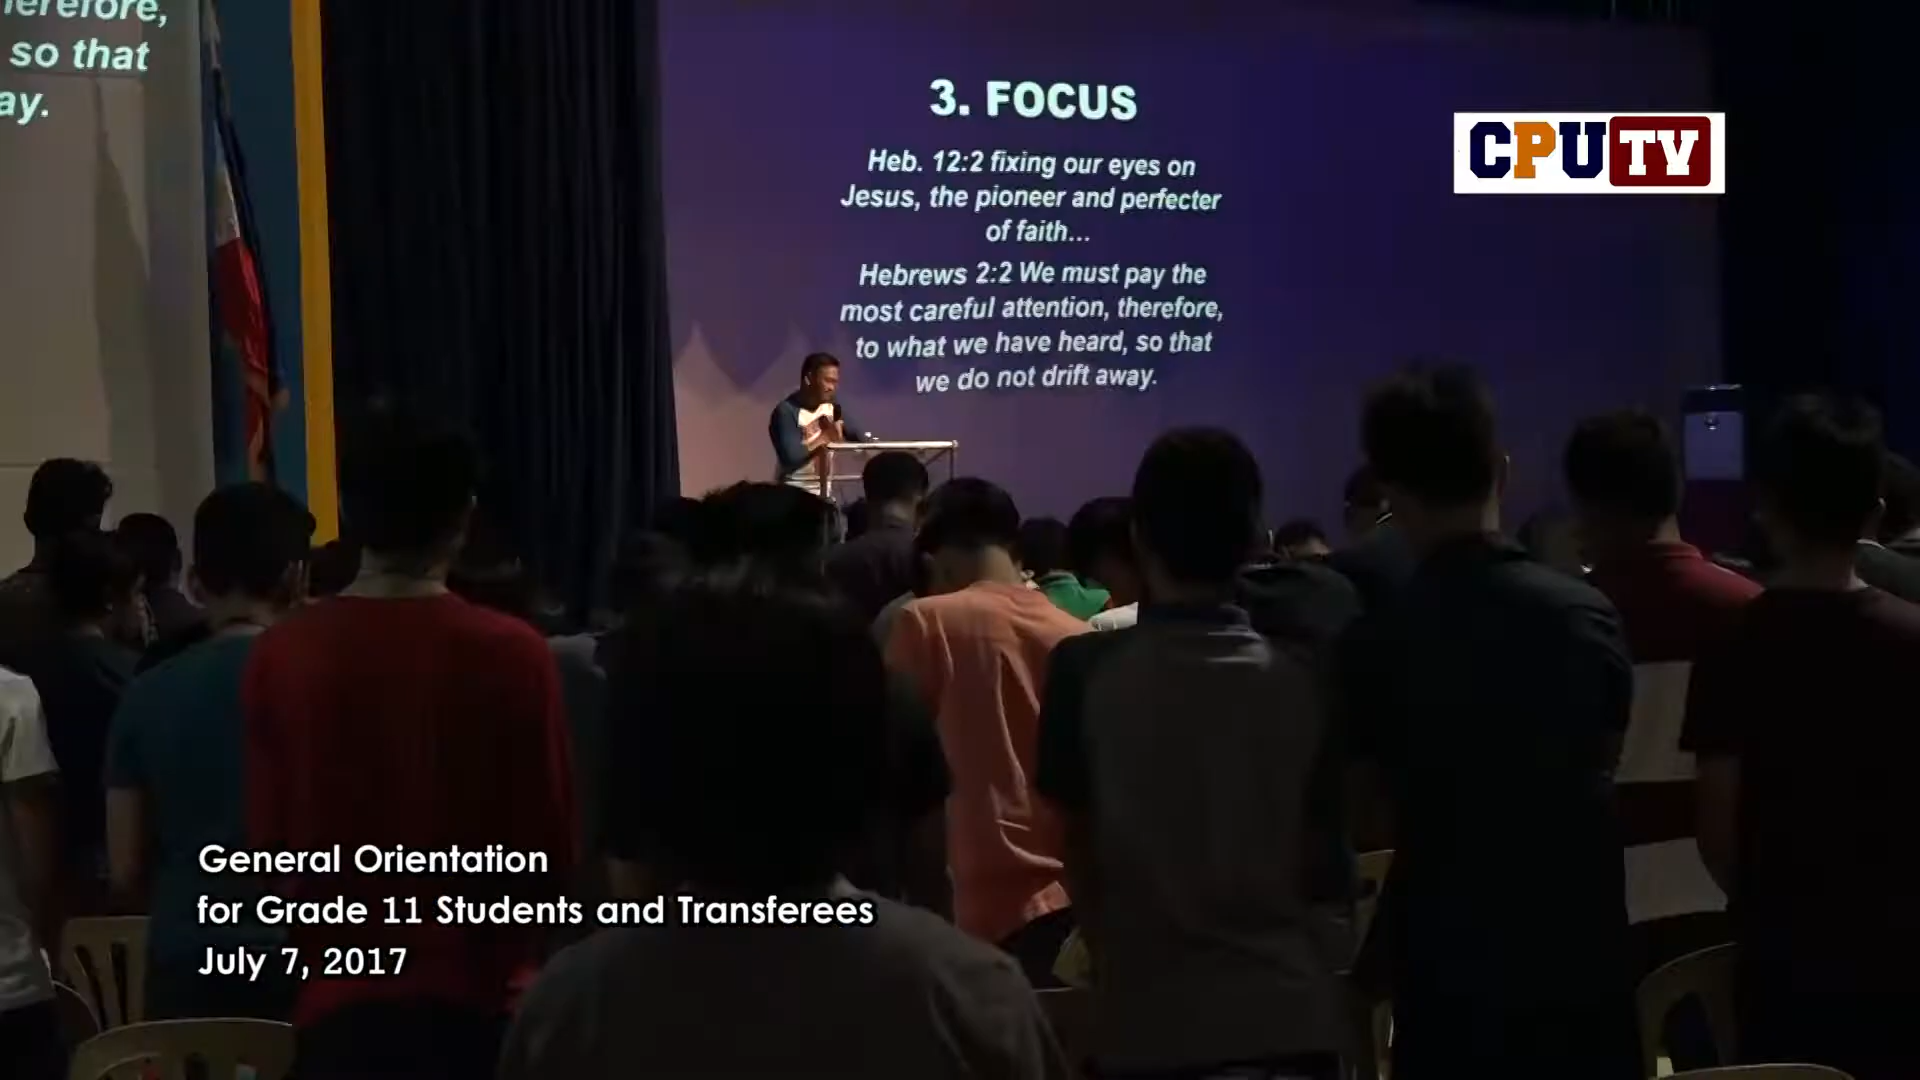 herefore,
so that
ay.
3. FOCUS
Heb. 12:2 fixing our eyes on
Jesus, the pioneer and perfecter
of faith...
Hebrews 2:2 We must pay the
most careful attention, therefore,
to what we have heard, so that
we do not drift away.
CPUTV
General Orientation
for Grade 11 Students and Transferees
July 7, 2017